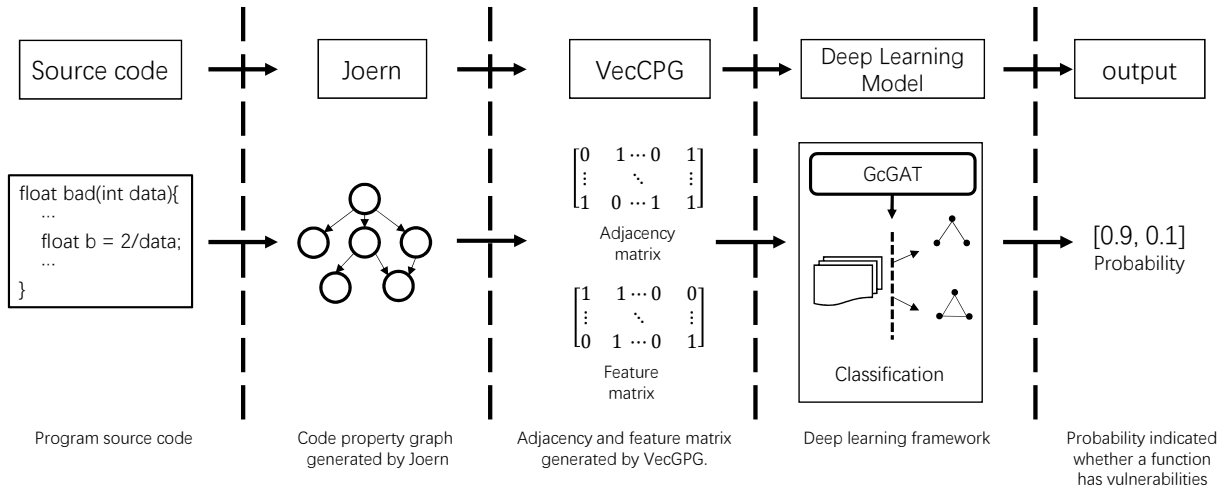 Source code
Joern
VecCPG
Deep Learning
Model
output
float bad(int data){
...
float b = 2/data;
...
}
[0 1 ⋯ 0 1]
[⋮ ⋱ ⋮]
[1 0 ⋯ 1 1]
Adjacency
matrix
[1 1 ⋯ 0 0]
[⋮ ⋱ ⋮]
[0 1 ⋯ 0 1]
Feature
matrix
GcGAT
Classification
[0.9, 0.1]
Probability
Program source code
Code property graph
generated by Joern
Adjacency and feature matrix
generated by VecGPG.
Deep learning framework
Probability indicated
whether a function
has vulnerabilities